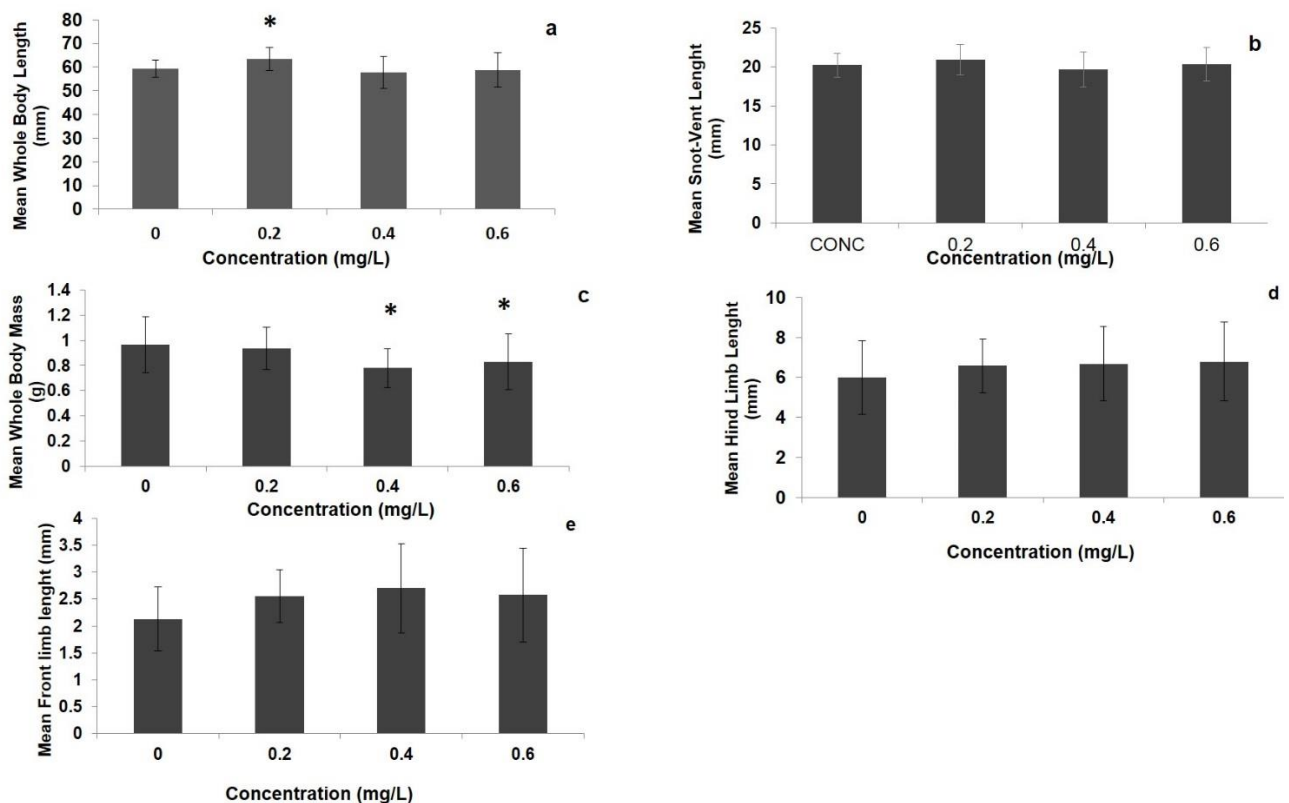 a
*
Mean Whole Body Length
(mm)
80
70
60
50
40
30
20
10
0
0 0.2 0.4 0.6
Concentration (mg/L)
b
Mean Snot-Vent Lenght
(mm)
25
20
15
10
5
0
CONC 0.2 0.4 0.6
Concentration (mg/L)
c
* *
Mean Whole Body Mass
(g)
1.4
1.2
1
0.8
0.6
0.4
0.2
0
0 0.2 0.4 0.6
Concentration (mg/L)
d
Mean Hind Limb Lenght
(mm)
10
8
6
4
2
0
0 0.2 0.4 0.6
Concentration (mg/L)
e
Mean Front limb lenght (mm)
4
3.5
3
2.5
2
1.5
1
0.5
0
0 0.2 0.4 0.6
Concentration (mg/L)